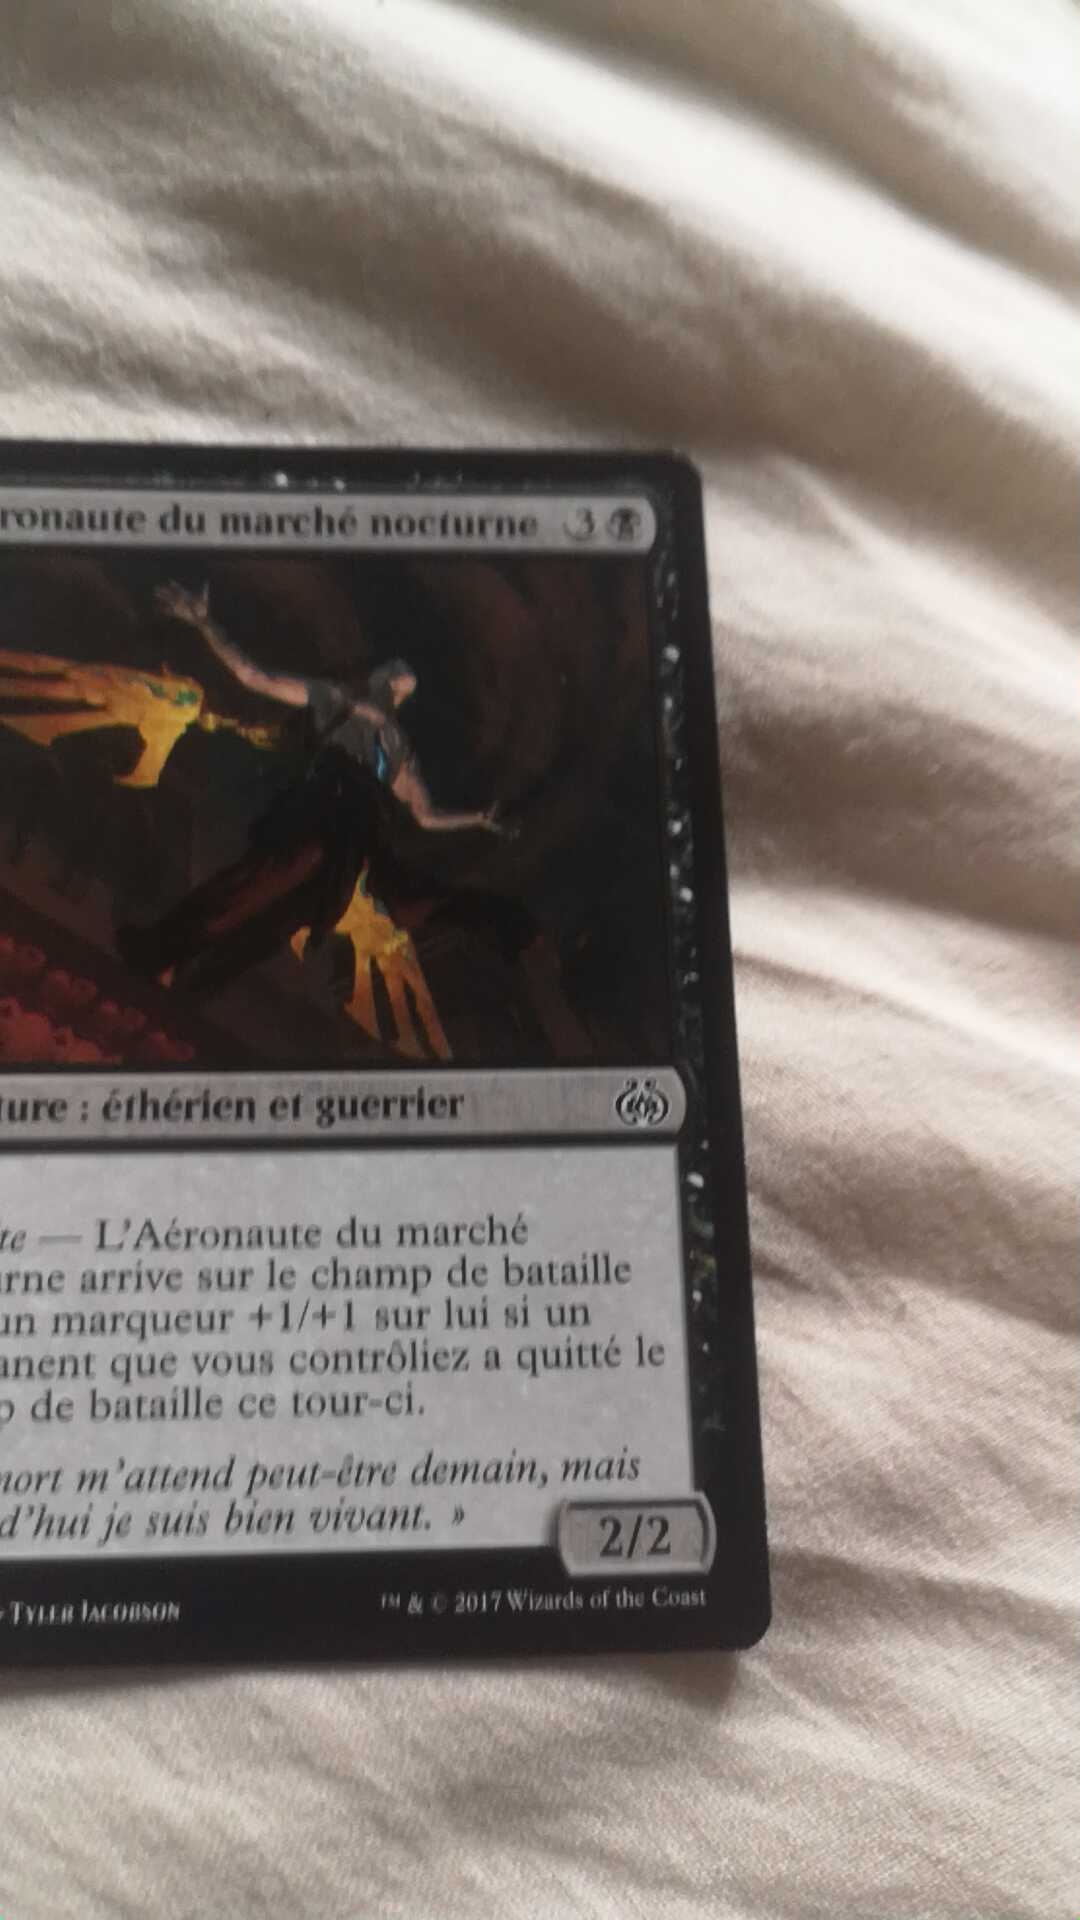 ronaute du marché nocturne 3
ture : éthérien et guerrier
te — L'Aéronaute du marché
rne arrive sur le champ de bataille
un marqueur +1/+1 sur lui si un
anent que vous contrôliez a quitté le
p de bataille ce tour-ci.
mort m'attend peut-être demain, mais
d'hui je suis bien vivant. »
2/2
Tyler Jacobson
™ & © 2017 Wizards of the Coast